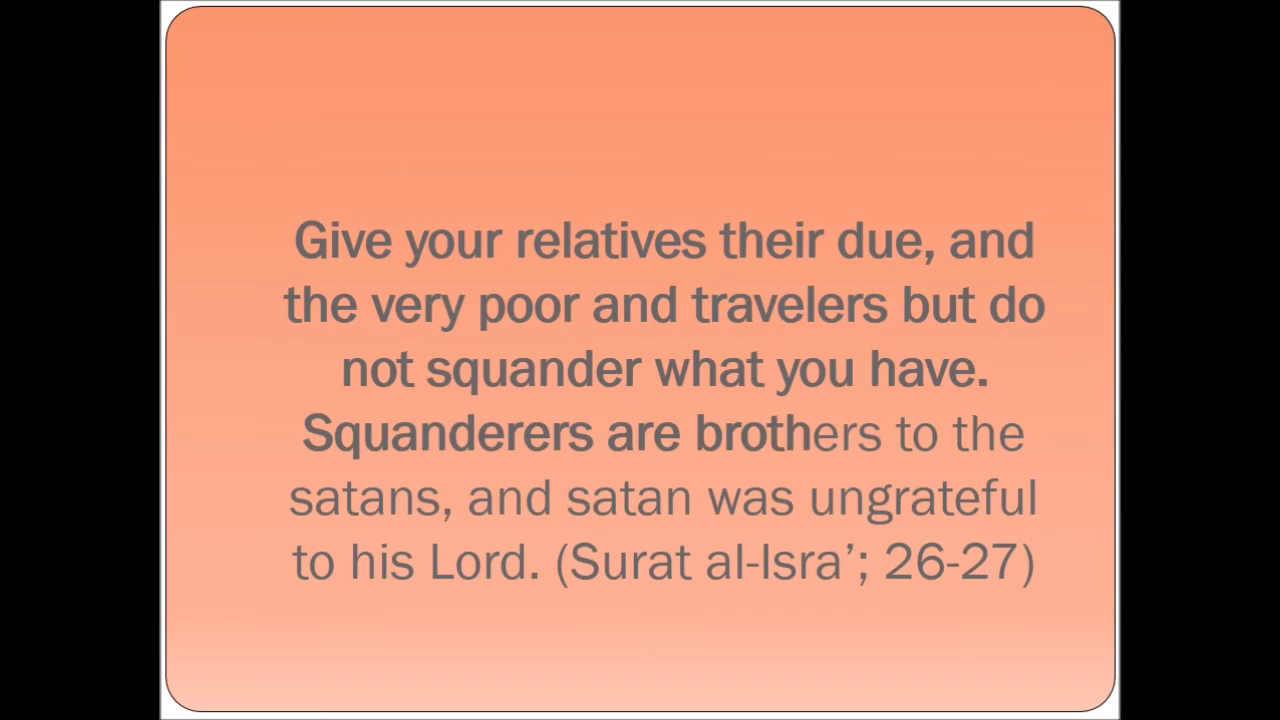 Give your relatives their due, and
the very poor and travelers but do
not squander what you have.
Squanderers are brothers to the
satans, and satan was ungrateful
to his Lord. (Surat al-Isra’; 26-27)